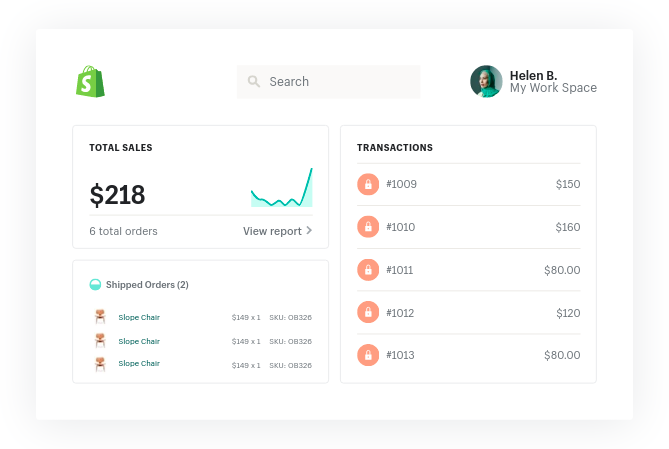 S
Search
Helen B.
My Work Space
TOTAL SALES
$218
6 total orders
View report
Shipped Orders (2)
Slope Chair $149 x 1 SKU: OB326
Slope Chair $149 x 1 SKU: OB326
Slope Chair $149 x 1 SKU: OB326
TRANSACTIONS
#1009 $150
#1010 $160
#1011 $80.00
#1012 $120
#1013 $80.00